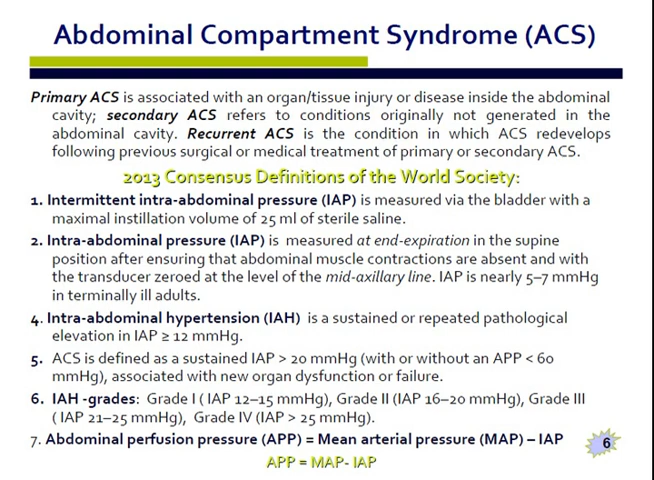 Abdominal Compartment Syndrome (ACS)
Primary ACS is associated with an organ/tissue injury or disease inside the abdominal
cavity; secondary ACS refers to conditions originally not generated in the
abdominal cavity. Recurrent ACS is the condition in which ACS redevelops
following previous surgical or medical treatment of primary or secondary ACS.
2013 Consensus Definitions of the World Society:
1. Intermittent intra-abdominal pressure (IAP) is measured via the bladder with a
maximal instillation volume of 25 ml of sterile saline.
2. Intra-abdominal pressure (IAP) is measured at end-expiration in the supine
position after ensuring that abdominal muscle contractions are absent and with
the transducer zeroed at the level of the mid-axillary line. IAP is nearly 5–7 mmHg
in terminally ill adults.
4. Intra-abdominal hypertension (IAH) is a sustained or repeated pathological
elevation in IAP ≥ 12 mmHg.
5. ACS is defined as a sustained IAP > 20 mmHg (with or without an APP < 60
mmHg), associated with new organ dysfunction or failure.
6. IAH -grades: Grade I ( IAP 12–15 mmHg), Grade II (IAP 16–20 mmHg), Grade III
( IAP 21–25 mmHg), Grade IV (IAP > 25 mmHg).
7. Abdominal perfusion pressure (APP) = Mean arterial pressure (MAP) – IAP
6
APP = MAP- IAP